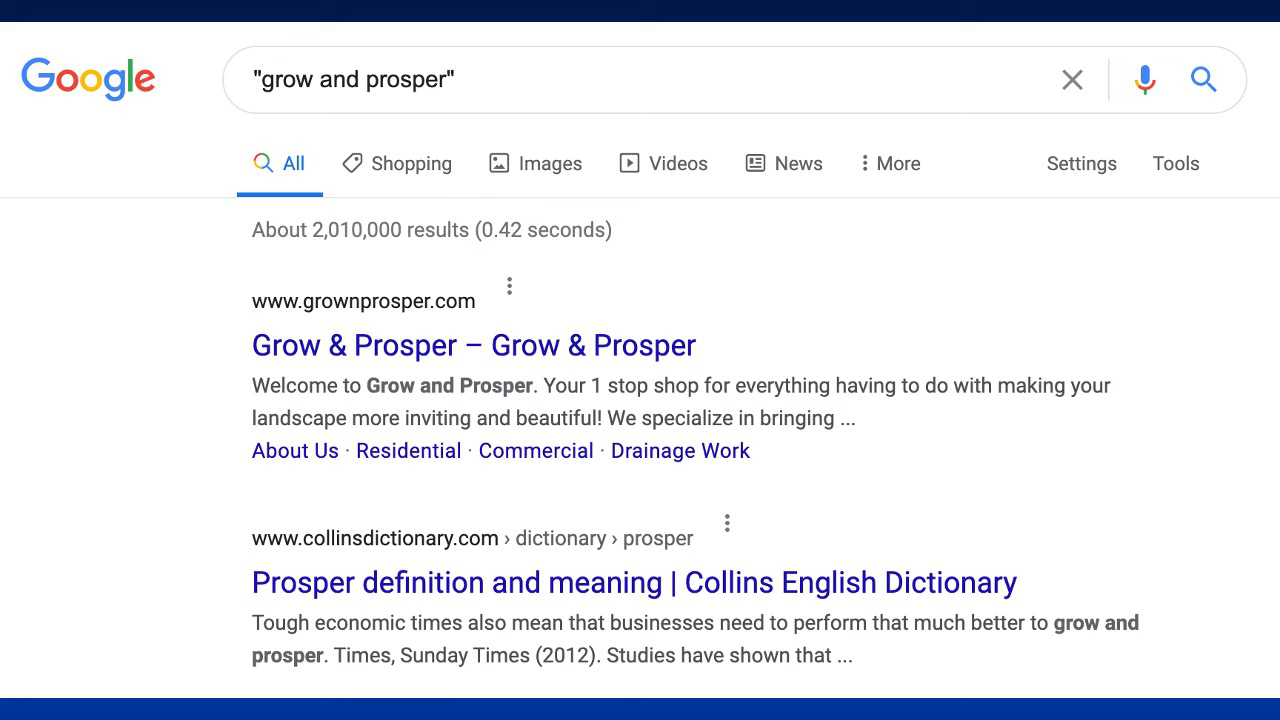 Google
"grow and prosper"
All Shopping Images Videos News More Settings Tools
About 2,010,000 results (0.42 seconds)
www.grownprosper.com
Grow & Prosper – Grow & Prosper
Welcome to Grow and Prosper. Your 1 stop shop for everything having to do with making your
landscape more inviting and beautiful! We specialize in bringing ...
About Us · Residential · Commercial · Drainage Work
www.collinsdictionary.com › dictionary › prosper
Prosper definition and meaning | Collins English Dictionary
Tough economic times also mean that businesses need to perform that much better to grow and
prosper. Times, Sunday Times (2012). Studies have shown that ...